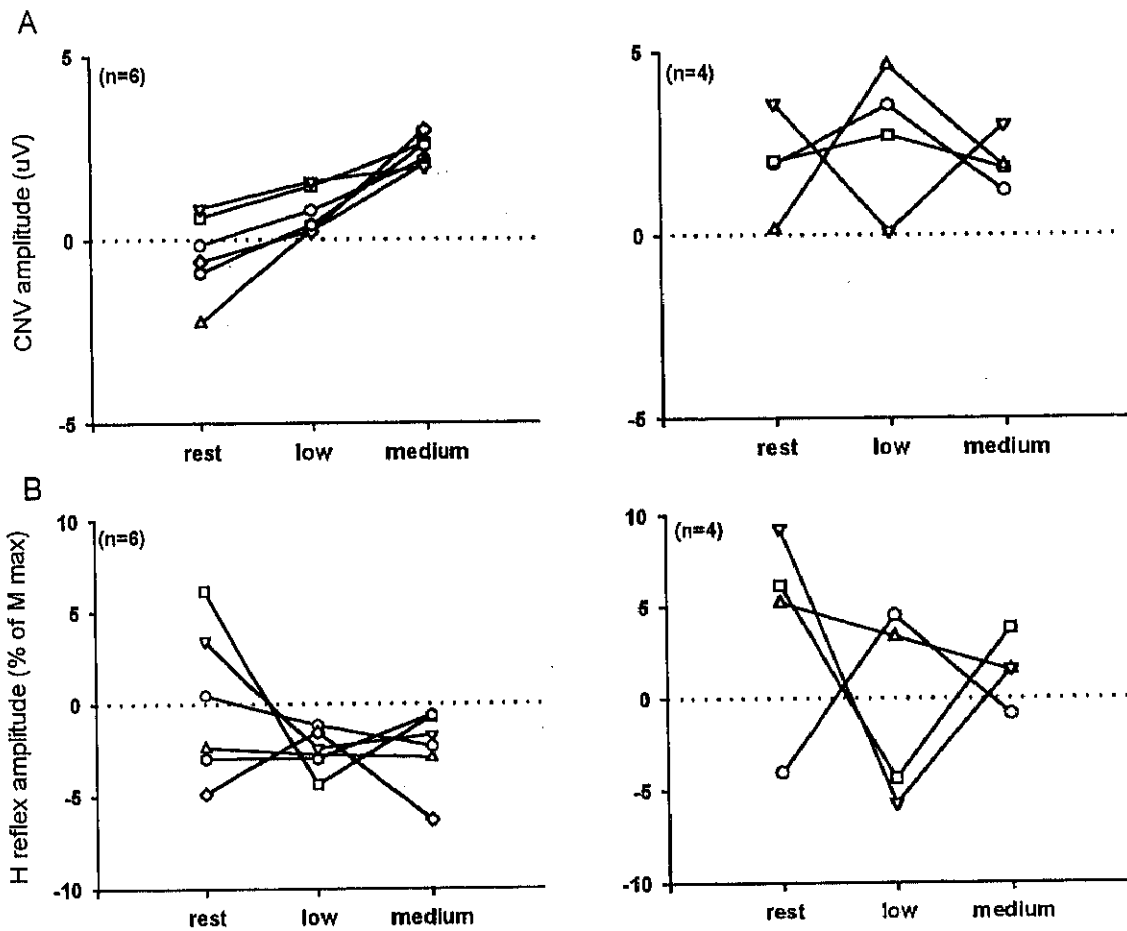 A
CNV amplitude (uV)
5
(n=6)
0
-5
rest low medium
5
(n=4)
0
-5
rest low medium
B
H reflex amplitude (% of M max)
10
(n=6)
5
0
-5
-10
rest low medium
10
(n=4)
5
0
-5
-10
rest low medium